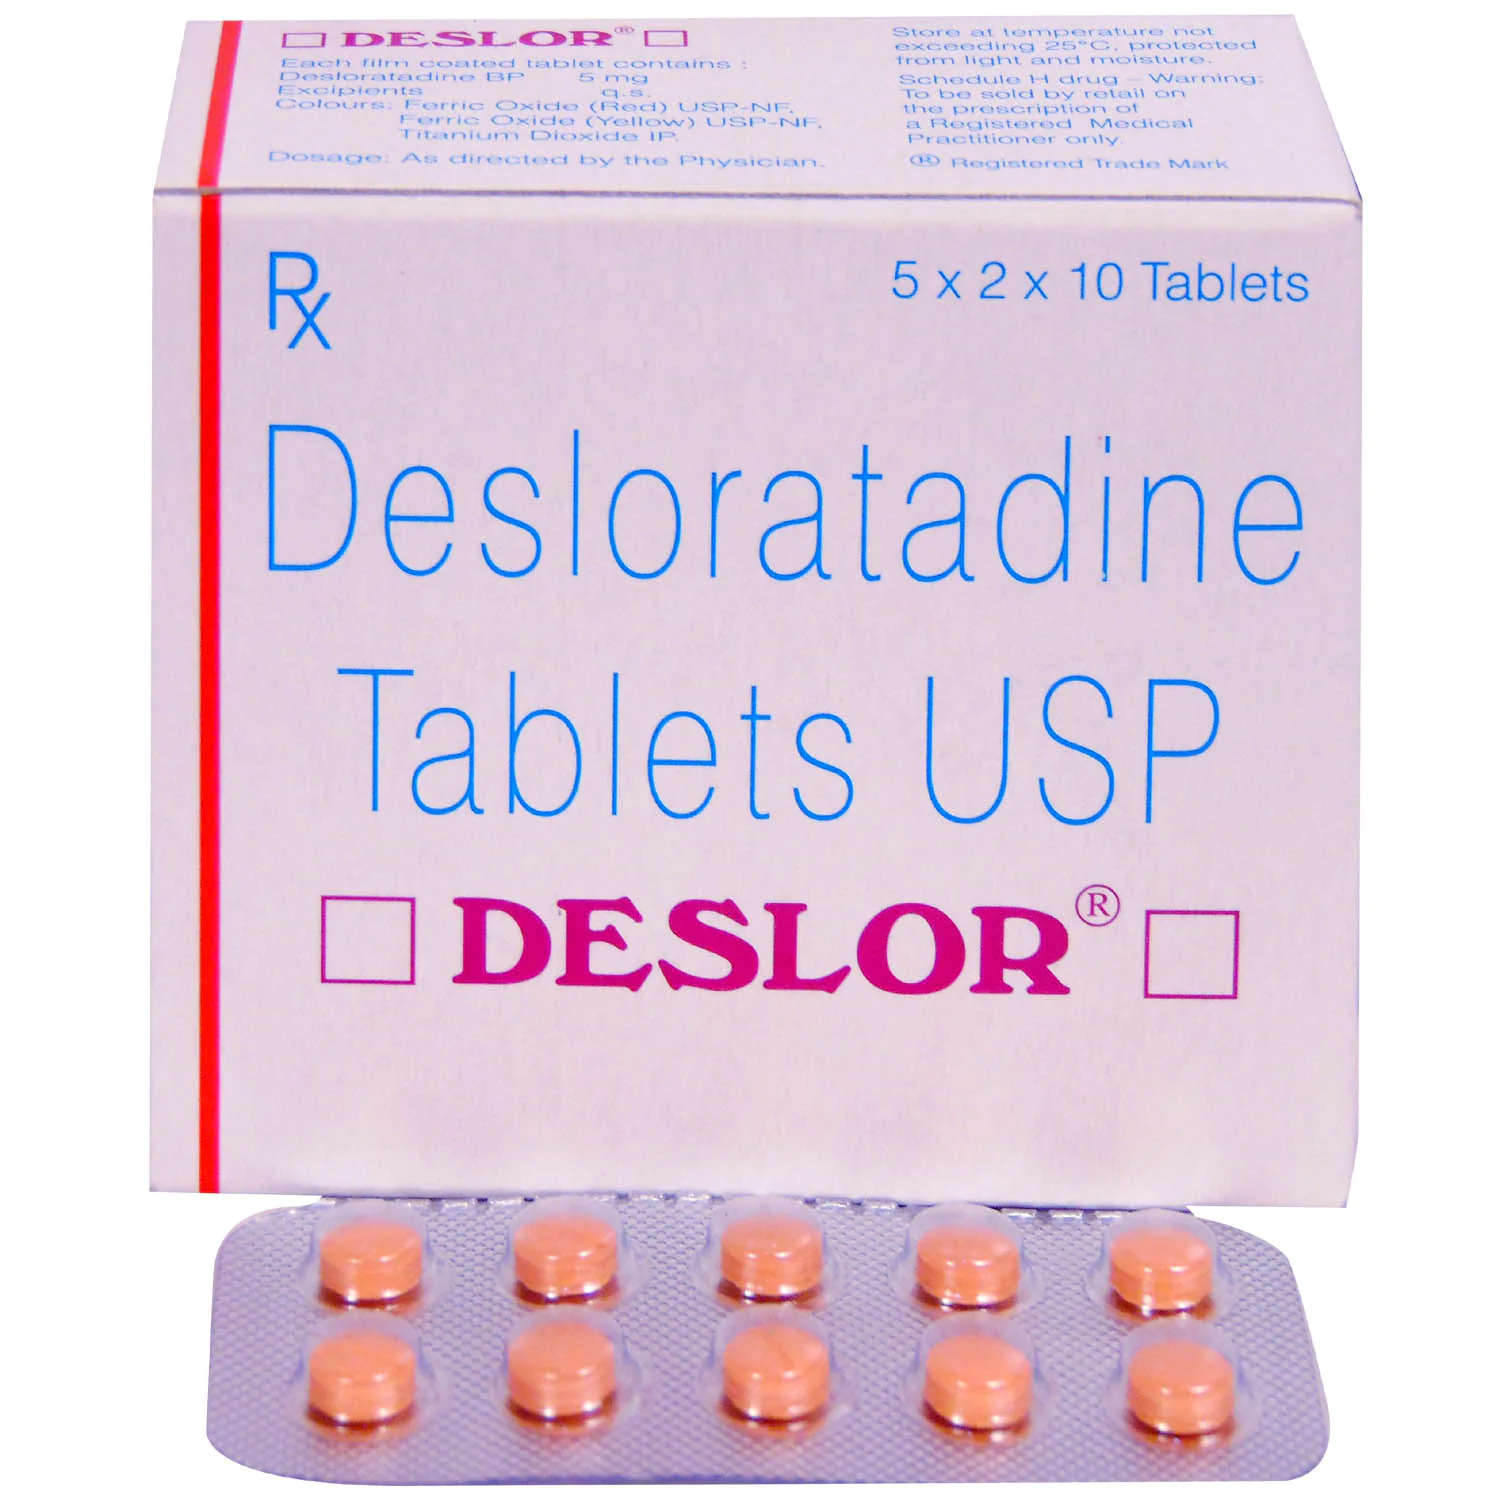 DESLOR®
Each film coated tablet contains :
Desloratadine BP 5 mg
Excipients q.s.
Colours: Ferric Oxide (Red) USP-NF,
Ferric Oxide (Yellow) USP-NF,
Titanium Dioxide IP.
Dosage: As directed by the Physician.
Store at temperature not
exceeding 25°C, protected
from light and moisture.
Schedule H drug – Warning:
To be sold by retail on
the prescription of
a Registered Medical
Practitioner only.
® Registered Trade Mark
Rx
5 x 2 x 10 Tablets
Desloratadine
Tablets USP
DESLOR®